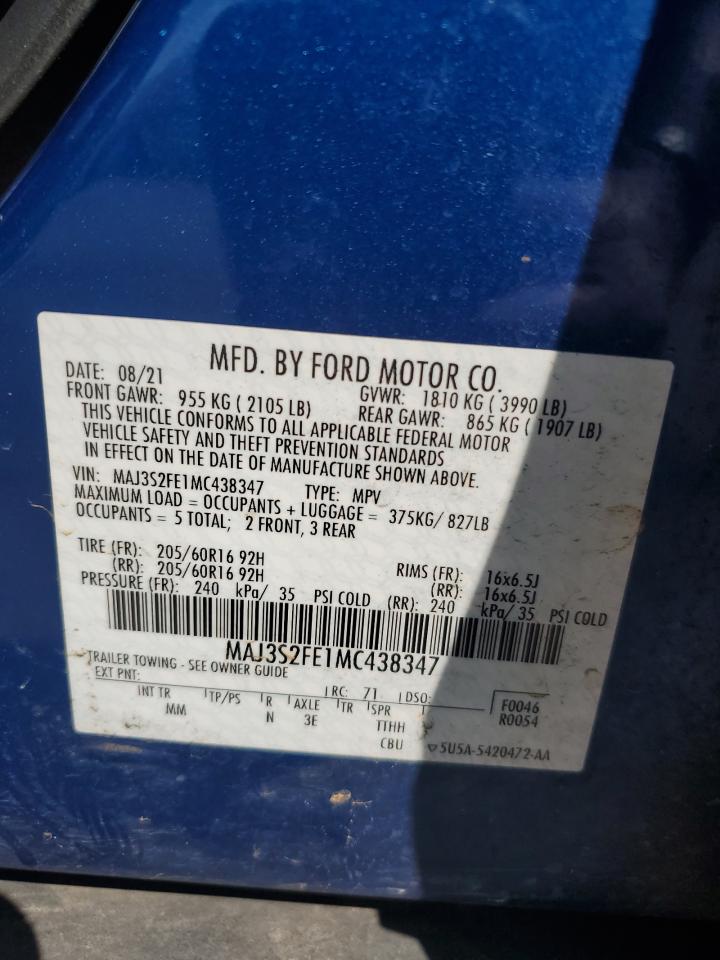 MFD. BY FORD MOTOR CO.
DATE: 08/21 GVWR: 1810 KG ( 3990 LB)
FRONT GAWR: 955 KG ( 2105 LB) REAR GAWR: 865 KG ( 1907 LB)
THIS VEHICLE CONFORMS TO ALL APPLICABLE FEDERAL MOTOR
VEHICLE SAFETY AND THEFT PREVENTION STANDARDS
IN EFFECT ON THE DATE OF MANUFACTURE SHOWN ABOVE.
VIN: MAJ3S2FE1MC438347 TYPE: MPV
MAXIMUM LOAD = OCCUPANTS + LUGGAGE = 375KG/ 827LB
OCCUPANTS = 5 TOTAL; 2 FRONT, 3 REAR
TIRE (FR): 205/60R16 92H RIMS (FR): 16x6.5J
(RR): 205/60R16 92H (RR): 16x6.5J
PRESSURE (FR): 240 kPa/ 35 PSI COLD (RR): 240 kPa/ 35 PSI COLD
MAJ3S2FE1MC438347
TRAILER TOWING - SEE OWNER GUIDE
EXT PNT: RC: 71 DSO: F0046
INT TR TP/PS R AXLE TR SPR R0054
MM N 3E TTHH
CBU 5U5A-5420472-AA